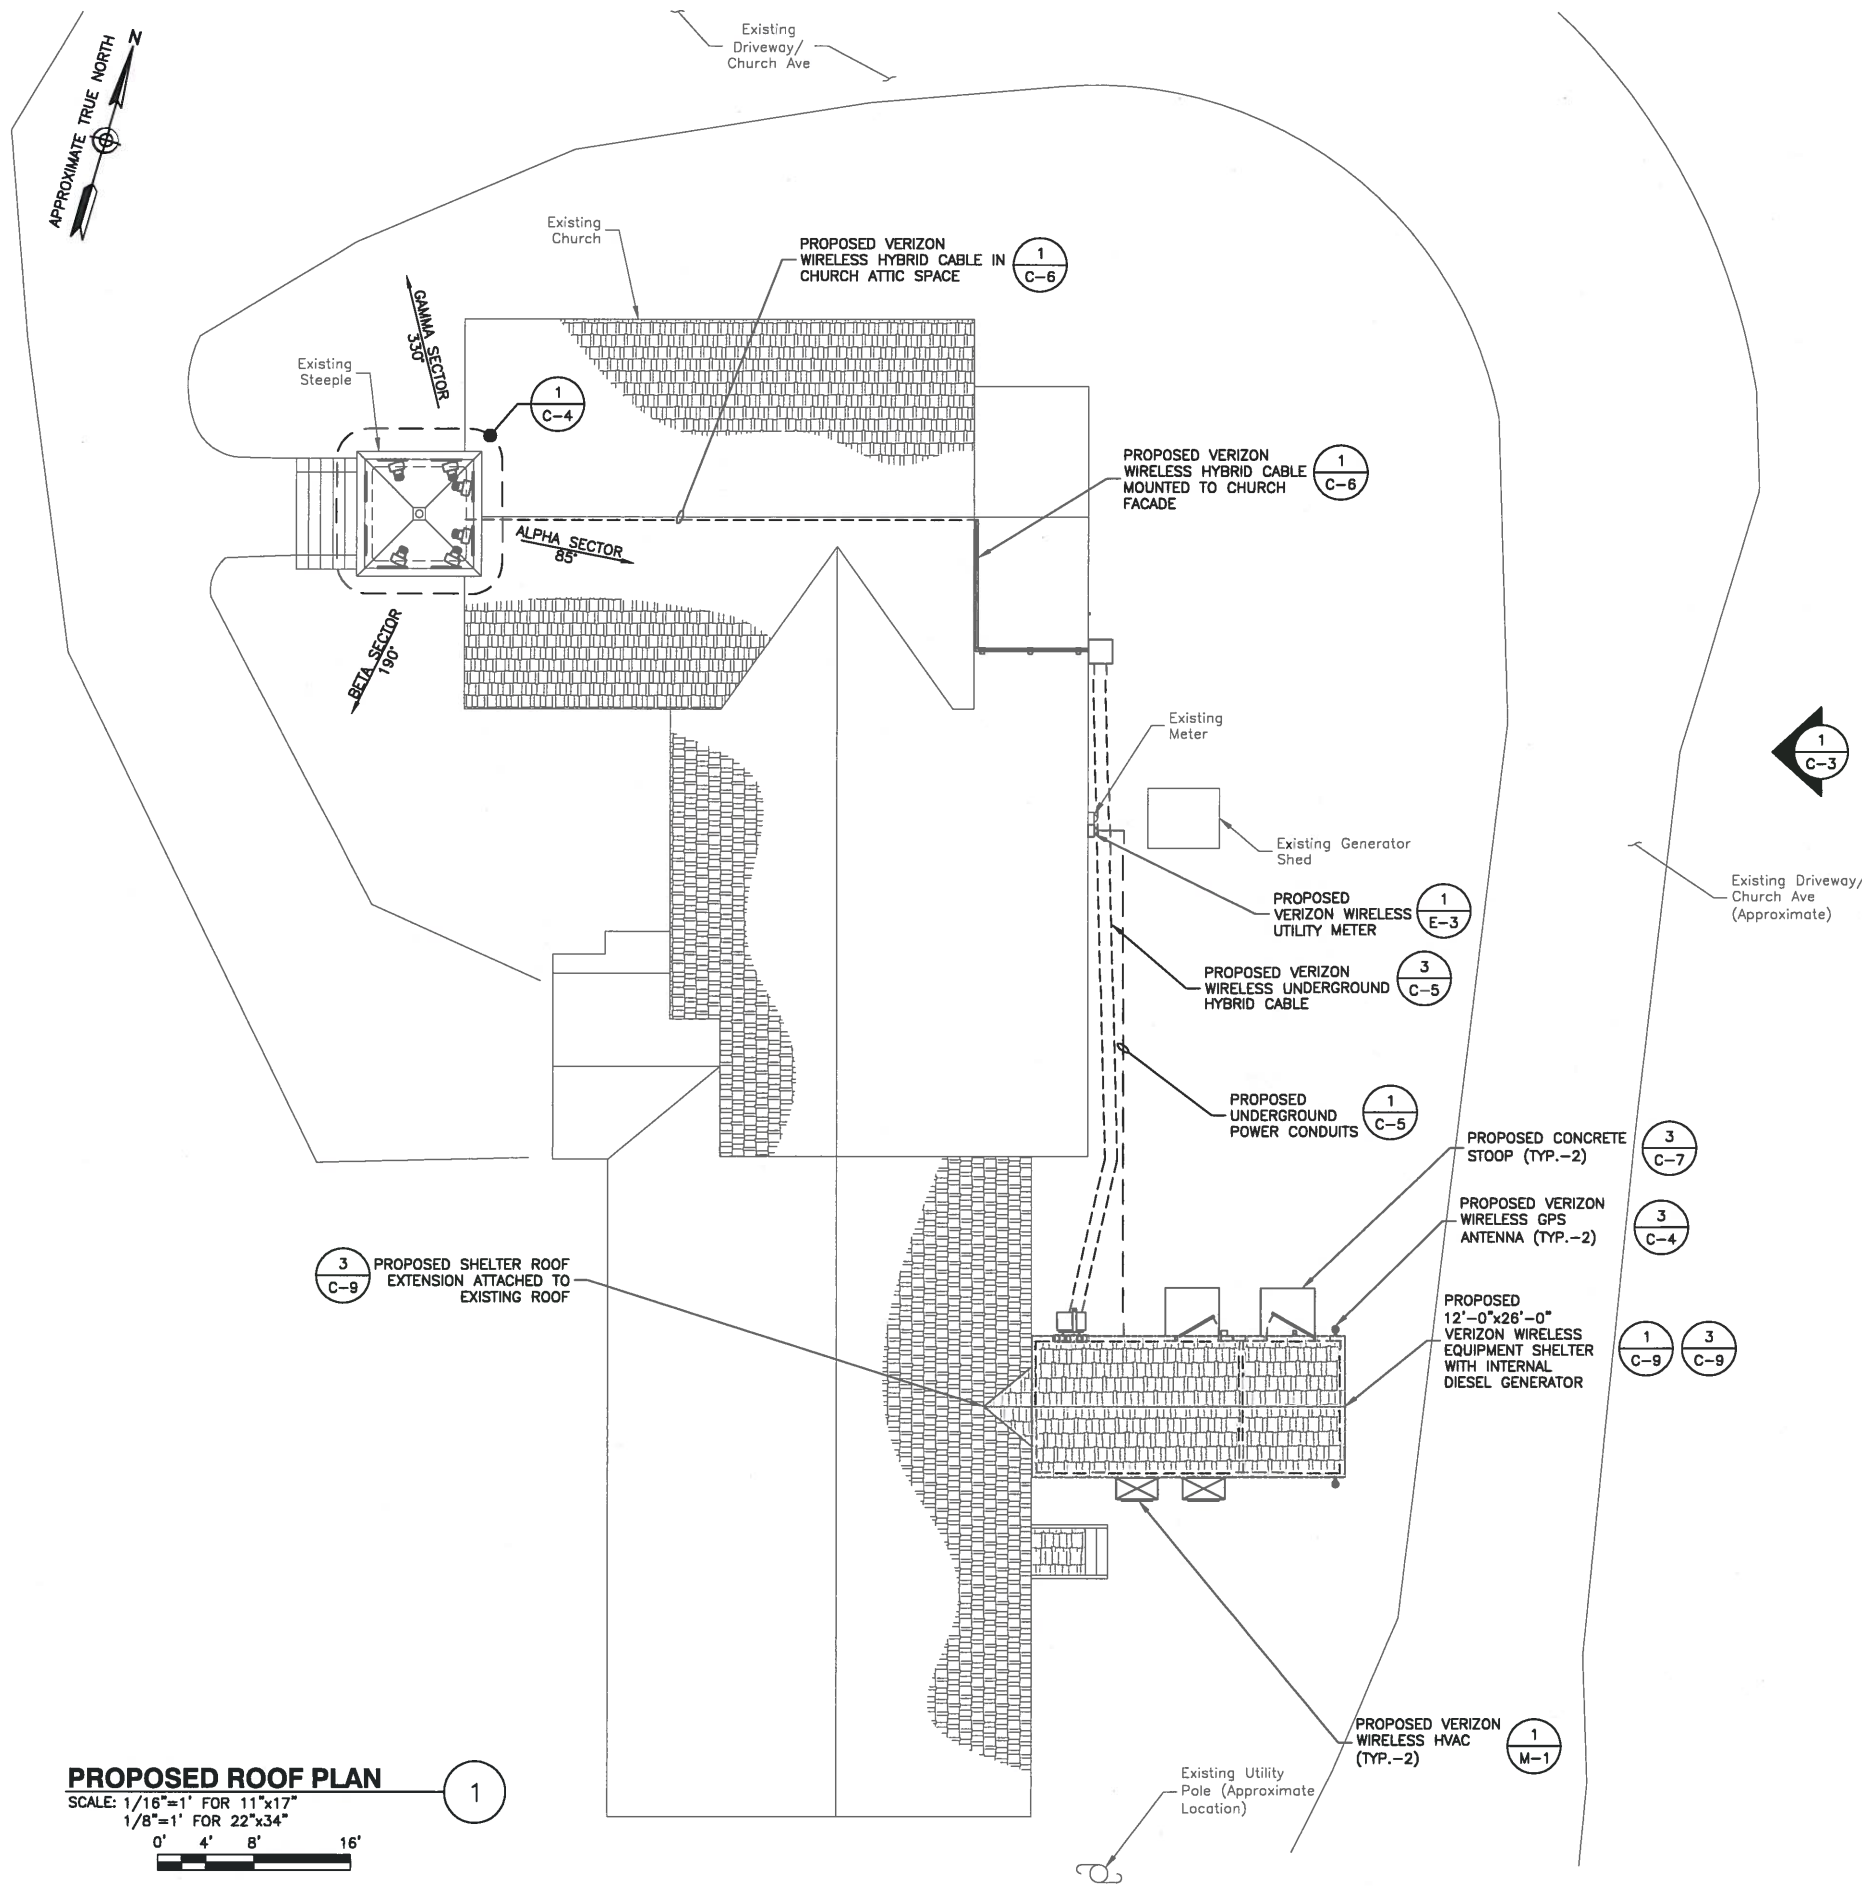 Existing
Driveway/
Church Ave
N
APPROXIMATE TRUE NORTH
Existing
Church
PROPOSED VERIZON
WIRELESS HYBRID CABLE IN
CHURCH ATTIC SPACE
1
C-6
GAMMA SECTOR
330°
Existing
Steeple
1
C-4
PROPOSED VERIZON
WIRELESS HYBRID CABLE
MOUNTED TO CHURCH
FACADE
1
C-6
ALPHA SECTOR
85°
BETA SECTOR
190°
Existing
Meter
1
C-3
Existing Generator
Shed
Existing Driveway/
Church Ave
(Approximate)
PROPOSED
VERIZON WIRELESS
UTILITY METER
1
E-3
PROPOSED VERIZON
WIRELESS UNDERGROUND
HYBRID CABLE
3
C-5
PROPOSED
UNDERGROUND
POWER CONDUITS
1
C-5
PROPOSED CONCRETE
STOOP (TYP.-2)
3
C-7
PROPOSED VERIZON
WIRELESS GPS
ANTENNA (TYP.-2)
3
C-4
3
C-9
PROPOSED SHELTER ROOF
EXTENSION ATTACHED TO
EXISTING ROOF
PROPOSED
12'-0"x26'-0"
VERIZON WIRELESS
EQUIPMENT SHELTER
WITH INTERNAL
DIESEL GENERATOR
1
C-9
3
C-9
PROPOSED VERIZON
WIRELESS HVAC
(TYP.-2)
1
M-1
Existing Utility
Pole (Approximate
Location)
PROPOSED ROOF PLAN
1
SCALE: 1/16"=1' FOR 11"x17"
1/8"=1' FOR 22"x34"
0' 4' 8' 16'